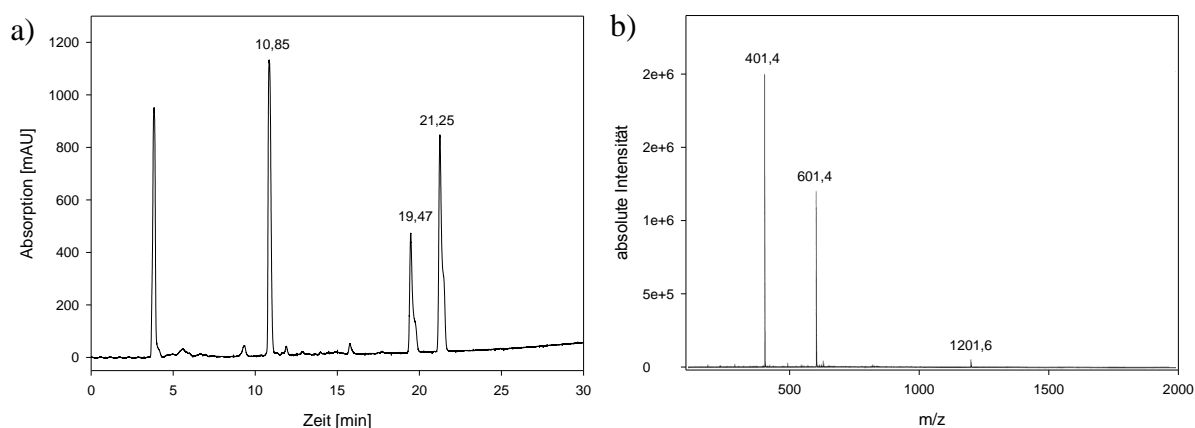 a)
Absorption [mAU]
1200
1000
800
600
400
200
0
10,85
21,25
19,47
0 5 10 15 20 25 30
Zeit [min]
b)
absolute Intensität
2e+6
2e+6
1e+6
5e+5
0
401,4
601,4
1201,6
500 1000 1500 2000
m/z